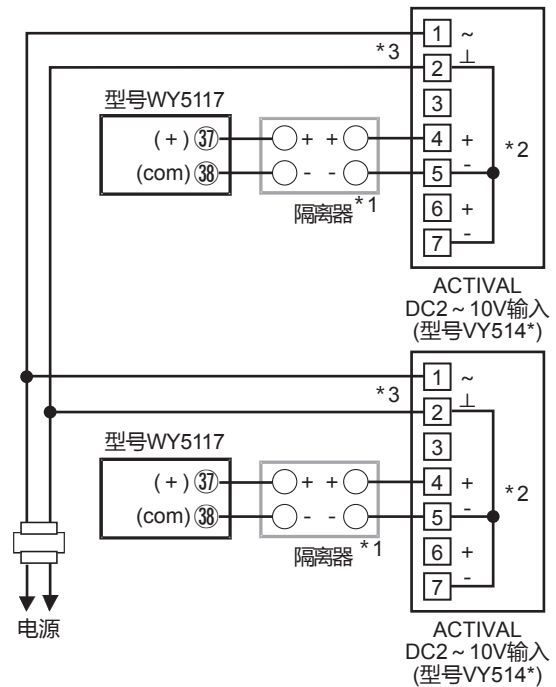 1 ~
*3
2 ⊥
型号WY5117
3
(+) ㊲ + + 4 +
*2
(com) ㊳ - - 5 -
隔离器*1
6 +
7 -
ACTIVAL
DC2~10V输入
(型号VY514*)
1 ~
*3
2 ⊥
型号WY5117
3
(+) ㊲ + + 4 +
*2
(com) ㊳ - - 5 -
隔离器*1
6 +
7 -
电源
ACTIVAL
DC2~10V输入
(型号VY514*)